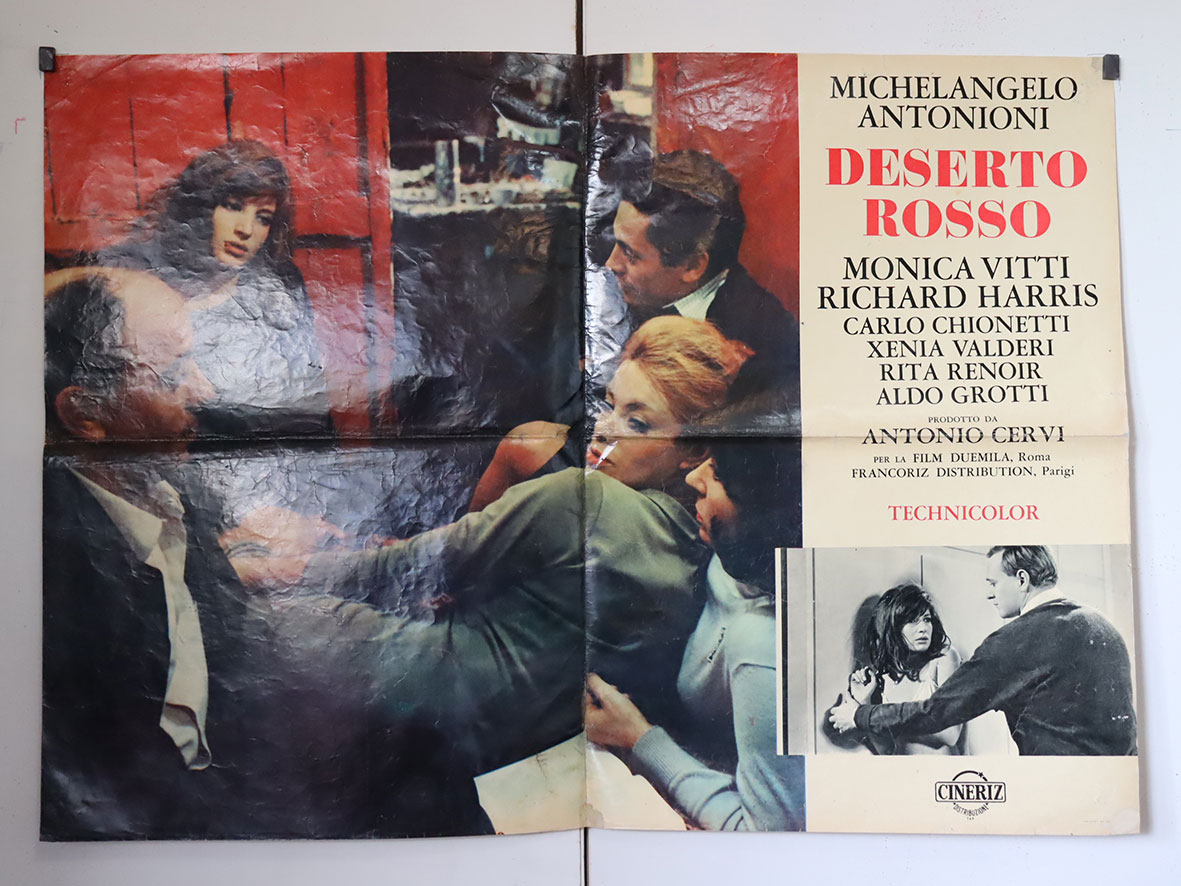 MICHELANGELO
ANTONIONI
DESERTO
ROSSO
MONICA VITTI
RICHARD HARRIS
CARLO CHIONETTI
XENIA VALDERI
RITA RENOIR
ALDO GROTTI
PRODOTTO DA
ANTONIO CERVI
PER LA FILM DUEMILA, Roma
FRANCORIZ DISTRIBUTION, Parigi
TECHNICOLOR
CINERIZ
DISTRIBUZIONE